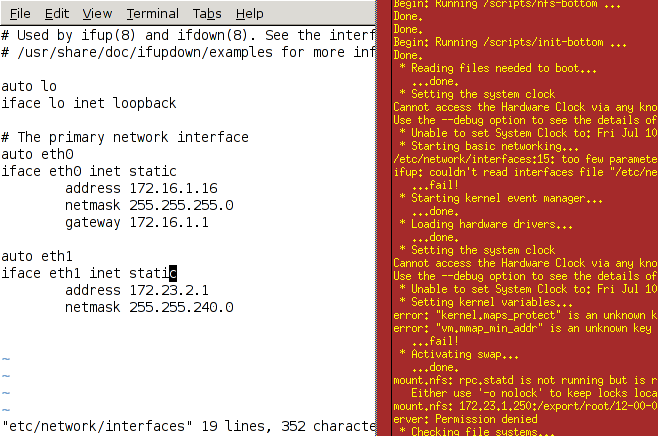 File Edit View Terminal Tabs Help
# Used by ifup(8) and ifdown(8). See the interf
# /usr/share/doc/ifupdown/examples for more inf
auto lo
iface lo inet loopback
# The primary network interface
auto eth0
iface eth0 inet static
address 172.16.1.16
netmask 255.255.255.0
gateway 172.16.1.1
auto eth1
iface eth1 inet static
address 172.23.2.1
netmask 255.255.240.0
~
~
~
~
"etc/network/interfaces" 19 lines, 352 characte
Begin: Running /scripts/nfs-bottom ...
Done.
Done.
Begin: Running /scripts/init-bottom ...
Done.
* Reading files needed to boot...
...done.
* Setting the system clock
Cannot access the Hardware Clock via any kno
Use the --debug option to see the details of
* Unable to set System Clock to: Fri Jul 10
* Starting basic networking...
/etc/network/interfaces:15: too few paramete
ifup: couldn't read interfaces file "/etc/ne
...fail!
* Starting kernel event manager...
...done.
* Loading hardware drivers...
...done.
* Setting the system clock
Cannot access the Hardware Clock via any kno
Use the --debug option to see the details of
* Unable to set System Clock to: Fri Jul 10
* Setting kernel variables...
error: "kernel.maps_protect" is an unknown k
error: "vm.mmap_min_addr" is an unknown key
...fail!
* Activating swap...
...done.
mount.nfs: rpc.statd is not running but is r
Either use '-o nolock' to keep locks loca
mount.nfs: 172.23.1.250:/export/root/12-00-0
erver: Permission denied
* Checking file systems...